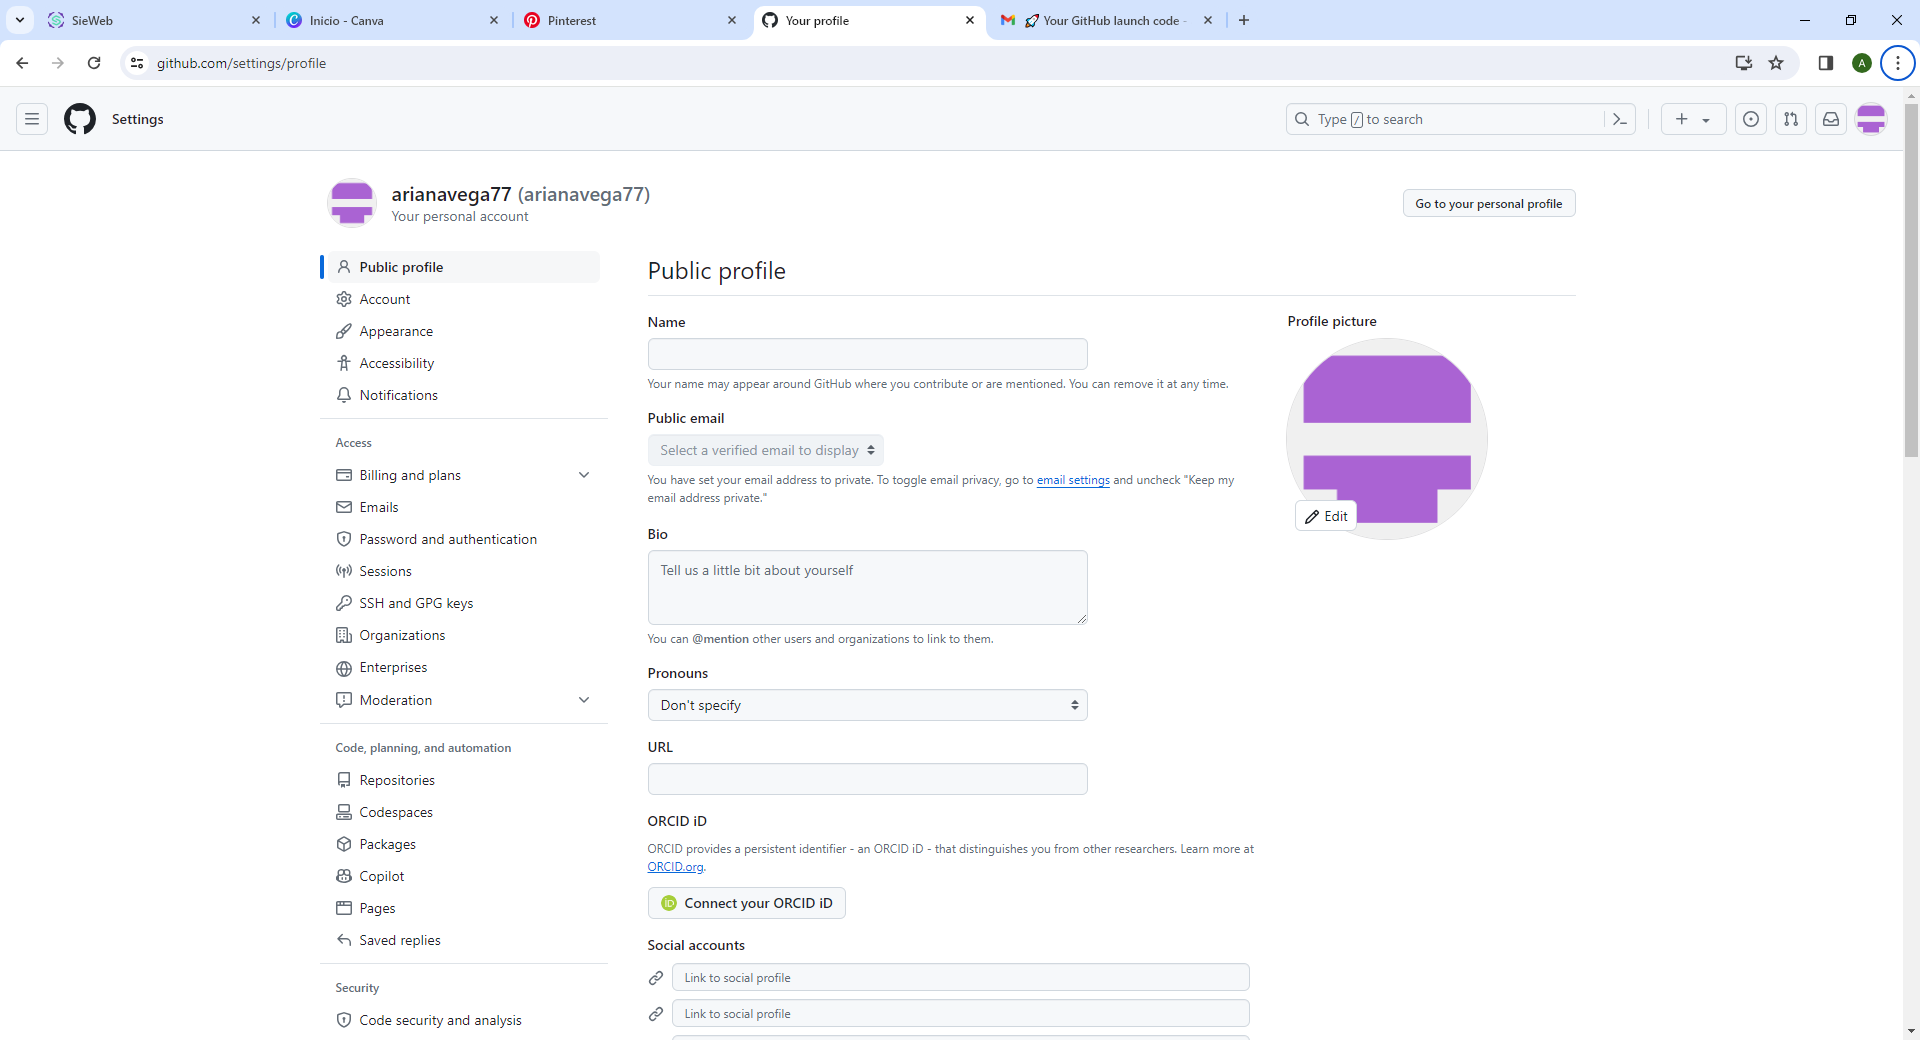 SieWeb
Inicio - Canva
Pinterest
Your profile
🚀 Your GitHub launch code -
github.com/settings/profile
A
Settings
Type / to search
arianavega77 (arianavega77)
Your personal account
Go to your personal profile
Public profile
Account
Appearance
Accessibility
Notifications
Access
Billing and plans
Emails
Password and authentication
Sessions
SSH and GPG keys
Organizations
Enterprises
Moderation
Code, planning, and automation
Repositories
Codespaces
Packages
Copilot
Pages
Saved replies
Security
Code security and analysis
Public profile
Name
Your name may appear around GitHub where you contribute or are mentioned. You can remove it at any time.
Public email
Select a verified email to display
You have set your email address to private. To toggle email privacy, go to email settings and uncheck "Keep my
email address private."
Bio
Tell us a little bit about yourself
You can @mention other users and organizations to link to them.
Pronouns
Don't specify
URL
ORCID iD
ORCID provides a persistent identifier - an ORCID iD - that distinguishes you from other researchers. Learn more at
ORCID.org.
iD Connect your ORCID iD
Social accounts
Link to social profile
Link to social profile
Profile picture
Edit